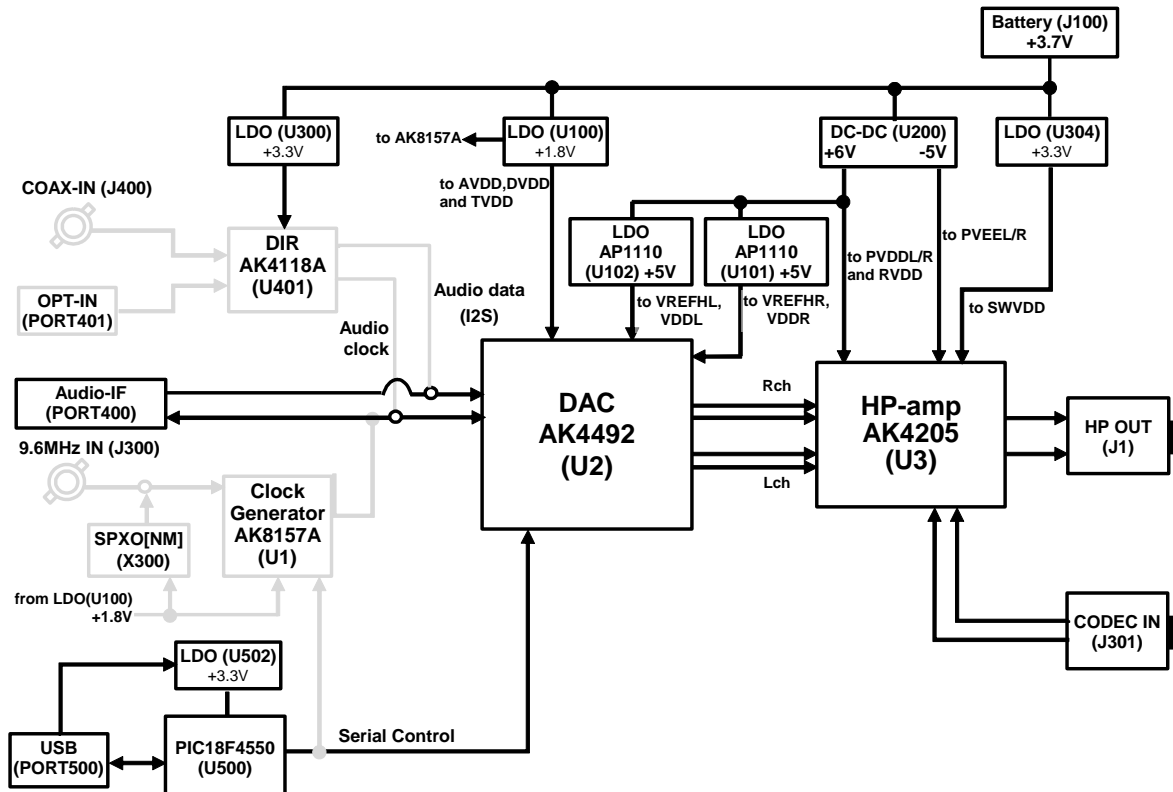 Battery (J100)
+3.7V
LDO (U300)
+3.3V
to AK8157A
LDO (U100)
+1.8V
DC-DC (U200)
+6V -5V
LDO (U304)
+3.3V
COAX-IN (J400)
to AVDD,DVDD
and TVDD
DIR
AK4118A
(U401)
LDO
AP1110
(U102) +5V
LDO
AP1110
(U101) +5V
to PVEEL/R
to PVDDL/R
and RVDD
OPT-IN
(PORT401)
Audio data
(I2S)
to VREFHL,
VDDL
to VREFHR,
VDDR
to SWVDD
Audio
clock
Audio-IF
(PORT400)
DAC
AK4492
(U2)
Rch
Lch
HP-amp
AK4205
(U3)
HP OUT
(J1)
9.6MHz IN (J300)
Clock
Generator
AK8157A
(U1)
SPXO[NM]
(X300)
from LDO(U100)
+1.8V
CODEC IN
(J301)
LDO (U502)
+3.3V
USB
(PORT500)
PIC18F4550
(U500)
Serial Control